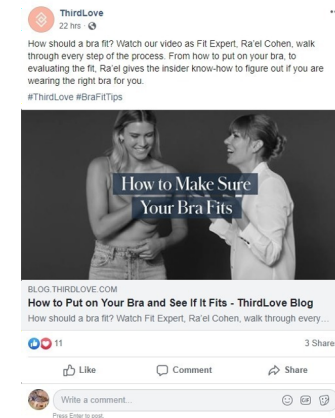 ThirdLove
22 hrs ·
How should a bra fit? Watch our video as Fit Expert, Ra'el Cohen, walk
through every step of the process. From how to put on your bra, to
evaluating the fit, Ra'el gives the insider know-how to figure out if you are
wearing the right bra for you.
#ThirdLove #BraFitTips
How to Make Sure
Your Bra Fits
BLOG.THIRDLOVE.COM
How to Put on Your Bra and See If It Fits - ThirdLove Blog
How should a bra fit? Watch Fit Expert, Ra'el Cohen, walk through every...
11
3 Share
Like
Comment
Share
Write a comment...
GIF
Press Enter to post.